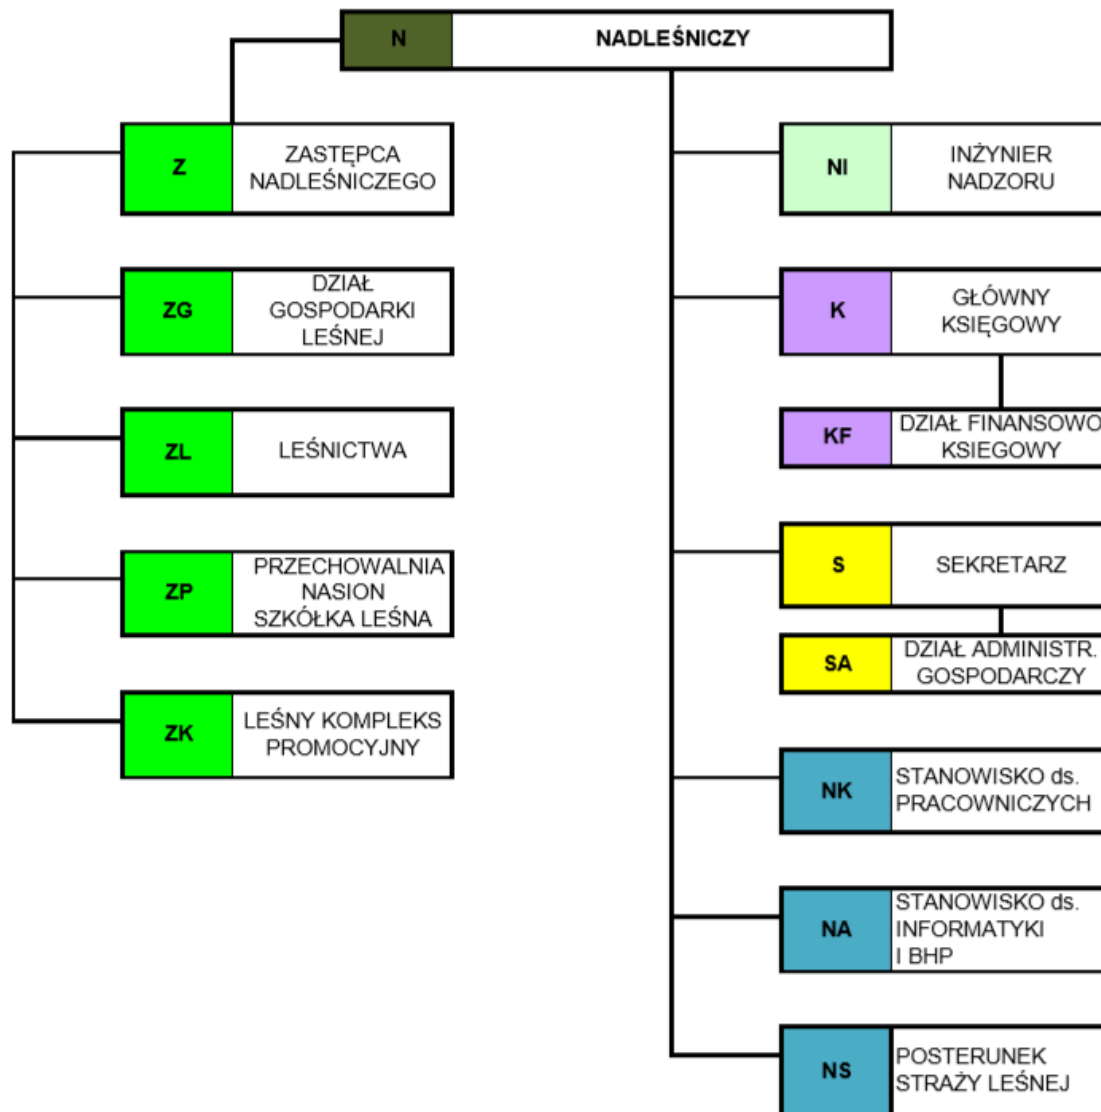 N NADLEŚNICZY
Z ZASTĘPCA
NADLEŚNICZEGO
ZG DZIAŁ
GOSPODARKI
LEŚNEJ
ZL LEŚNICTWA
ZP PRZECHOWALNIA
NASION
SZKÓŁKA LEŚNA
ZK LEŚNY KOMPLEKS
PROMOCYJNY
NI INŻYNIER
NADZORU
K GŁÓWNY
KSIĘGOWY
KF DZIAŁ FINANSOWO
KSIEGOWY
S SEKRETARZ
SA DZIAŁ ADMINISTR.
GOSPODARCZY
NK STANOWISKO ds.
PRACOWNICZYCH
NA STANOWISKO ds.
INFORMATYKI
I BHP
NS POSTERUNEK
STRAŻY LEŚNEJ